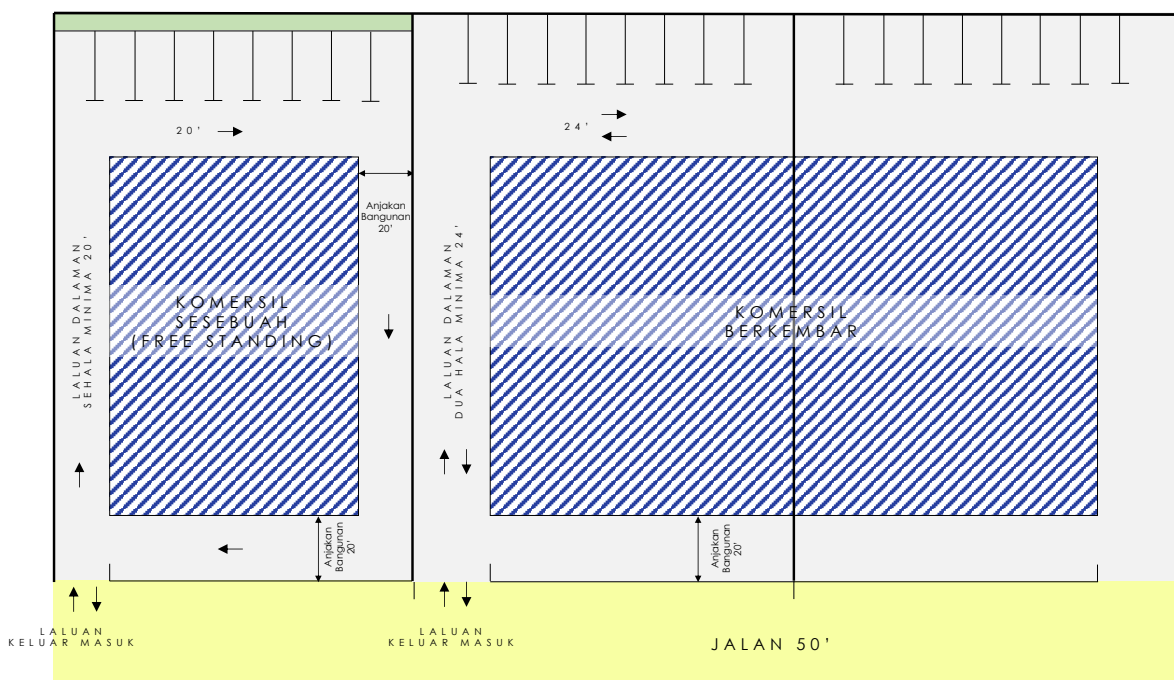 20'
24'
Anjakan
Bangunan
20'
LALUAN DALAMAN
SEHALA MINIMA 20'
KOMERSIL
SESEBUAH
(FREE STANDING)
LALUAN DALAMAN
DUA HALA MINIMA 24'
KOMERSIL
BERKEMBAR
Anjakan
Bangunan
20'
Anjakan
Bangunan
20'
LALUAN
KELUAR MASUK
LALUAN
KELUAR MASUK
JALAN 50'